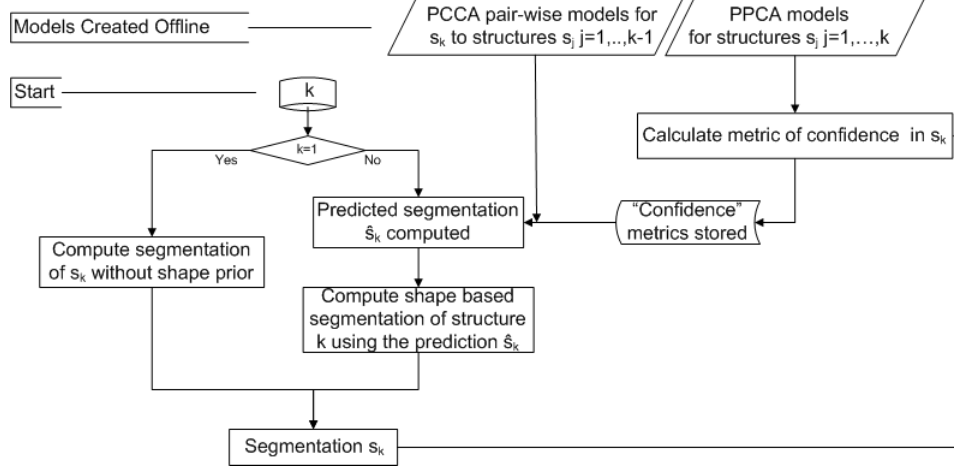 Models Created Offline
PCCA pair-wise models for
sₖ to structures sⱼ j=1,..,k-1
PPCA models
for structures sⱼ j=1,...,k
Start
k
k=1
Yes
No
Calculate metric of confidence in sₖ
Predicted segmentation
ŝₖ computed
"Confidence"
metrics stored
Compute segmentation
of sₖ without shape prior
Compute shape based
segmentation of structure
k using the prediction ŝₖ
Segmentation sₖ